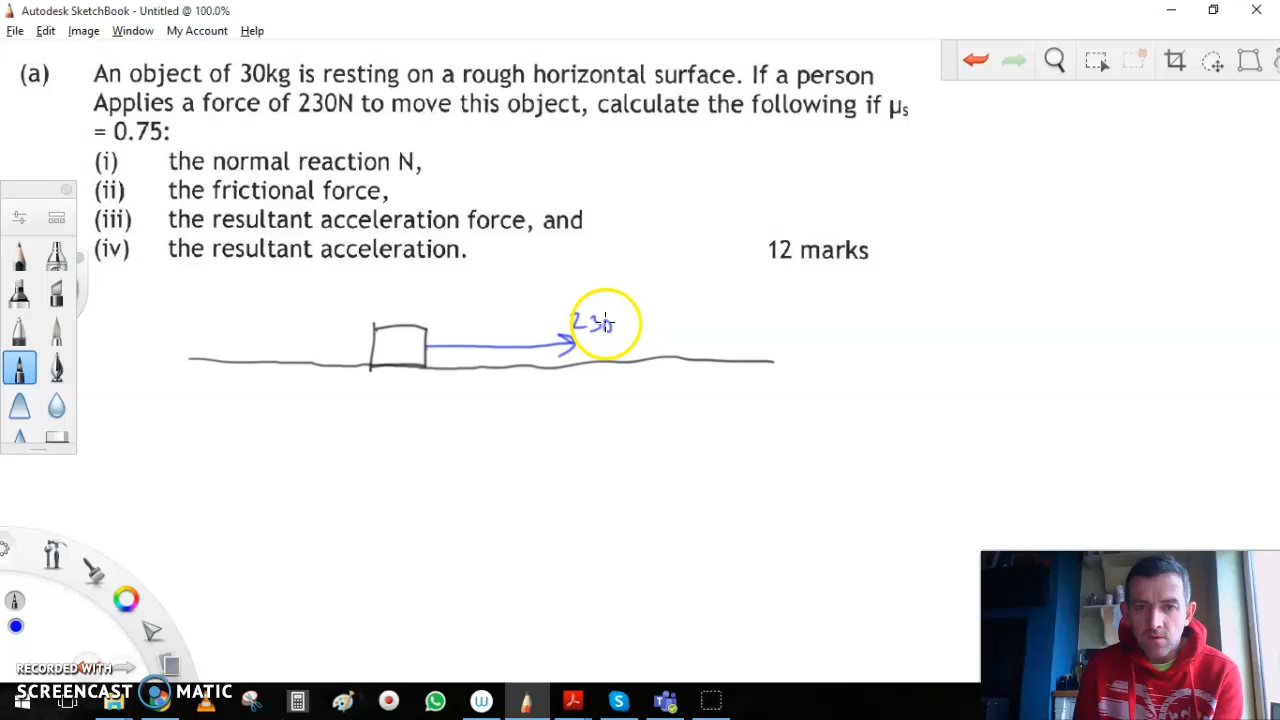 Autodesk SketchBook - Untitled @ 100.0%
File Edit Image Window My Account Help
(a) An object of 30kg is resting on a rough horizontal surface. If a person
Applies a force of 230N to move this object, calculate the following if μs
= 0.75:
(i) the normal reaction N,
(ii) the frictional force,
(iii) the resultant acceleration force, and
(iv) the resultant acceleration. 12 marks
230
RECORDED WITH
SCREENCAST MATIC